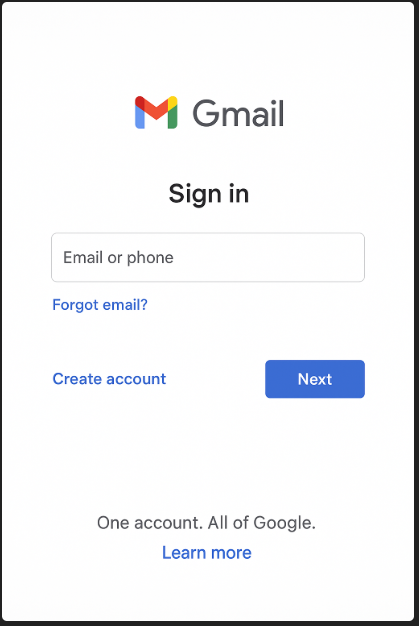 Gmail
Sign in
Email or phone
Forgot email?
Create account
Next
One account. All of Google.
Learn more